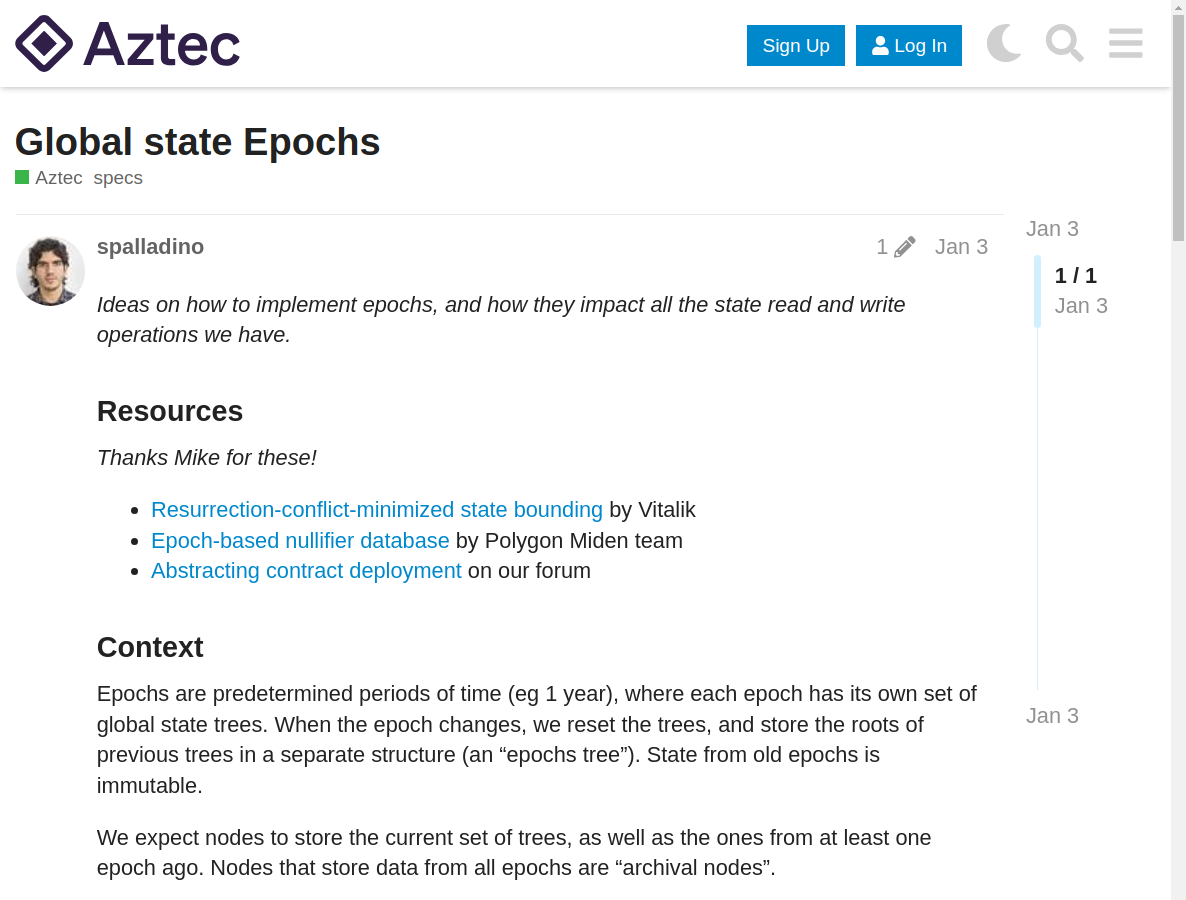 Aztec
Sign Up
Log In
Global state Epochs
Aztec specs
spalladino
1
Jan 3
Jan 3
1 / 1
Jan 3
Ideas on how to implement epochs, and how they impact all the state read and write
operations we have.
Resources
Thanks Mike for these!
Resurrection-conflict-minimized state bounding by Vitalik
Epoch-based nullifier database by Polygon Miden team
Abstracting contract deployment on our forum
Context
Epochs are predetermined periods of time (eg 1 year), where each epoch has its own set of
global state trees. When the epoch changes, we reset the trees, and store the roots of
previous trees in a separate structure (an “epochs tree”). State from old epochs is
immutable.
Jan 3
We expect nodes to store the current set of trees, as well as the ones from at least one
epoch ago. Nodes that store data from all epochs are “archival nodes”.